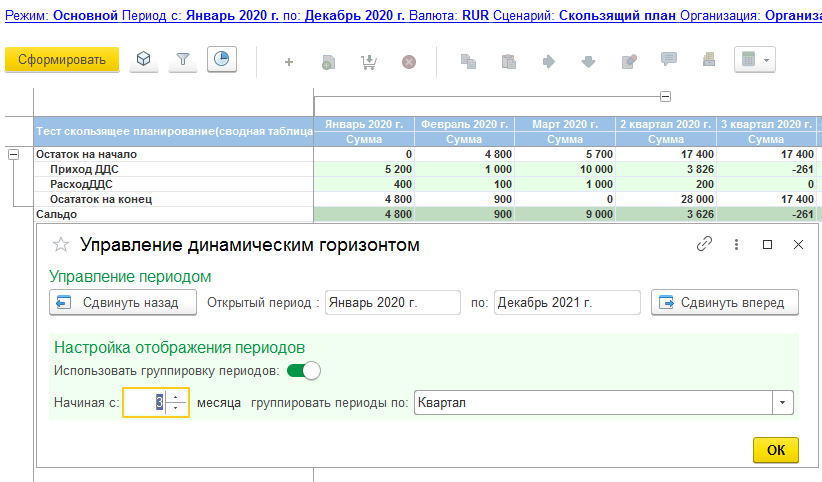 Режим: Основной Период с: Январь 2020 г. по: Декабрь 2020 г. Валюта: RUR Сценарий: Скользящий план Организация: Организа
Сформировать
Тест скользящее планирование(сводная таблица Январь 2020 г. Февраль 2020 г. Март 2020 г. 2 квартал 2020 г. 3 квартал 2020 г.
Сумма Сумма Сумма Сумма Сумма
Остаток на начало 0 4 800 5 700 17 400 17 400
Приход ДДС 5 200 1 000 10 000 3 826 -261
РасходДДС 400 100 1 000 200 0
Осататок на конец 4 800 900 0 28 000 17 400
Сальдо 4 800 900 9 000 3 626 -261
Управление динамическим горизонтом
Управление периодом
Сдвинуть назад Открытый период : Январь 2020 г. по: Декабрь 2021 г. Сдвинуть вперед
Настройка отображения периодов
Использовать группировку периодов:
Начиная с: 3 месяца группировать периоды по: Квартал
ОК